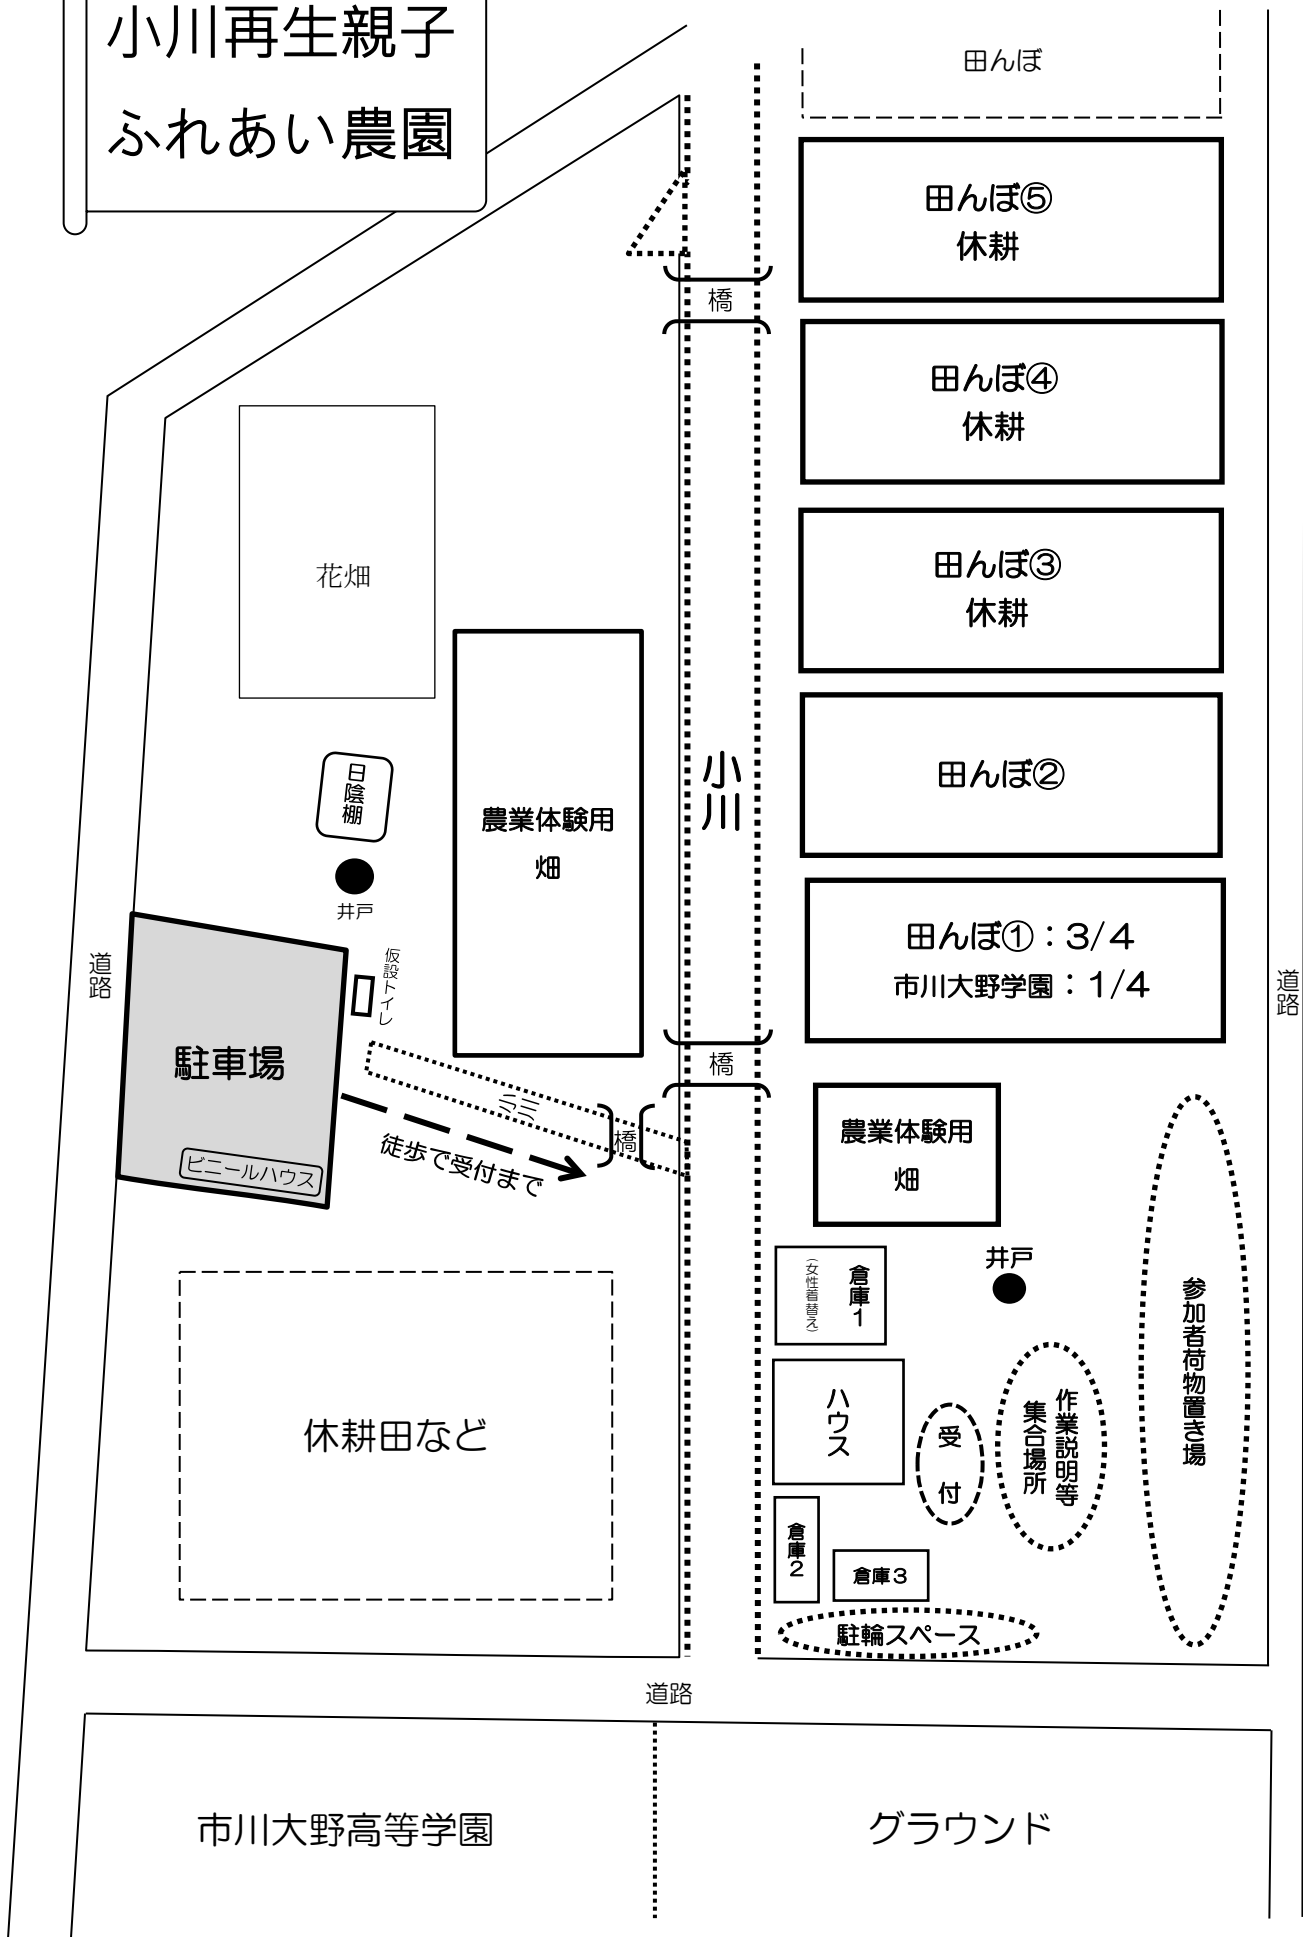 小川再生親子
ふれあい農園
田んぼ
田んぼ⑤
休耕
橋
田んぼ④
休耕
花畑
田んぼ③
休耕
小川
田んぼ②
日陰棚
農業体験用
畑
井戸
田んぼ①：3/4
市川大野学園：1/4
道路
仮設トイレ
道路
駐車場
橋
小川
橋
徒歩で受付まで
ビニールハウス
農業体験用
畑
井戸
倉庫1
（女性着替え）
参加者荷物置き場
ハウス
受付
作業説明等
集合場所
休耕田など
倉庫2
倉庫3
駐輪スペース
道路
市川大野高等学園
グラウンド